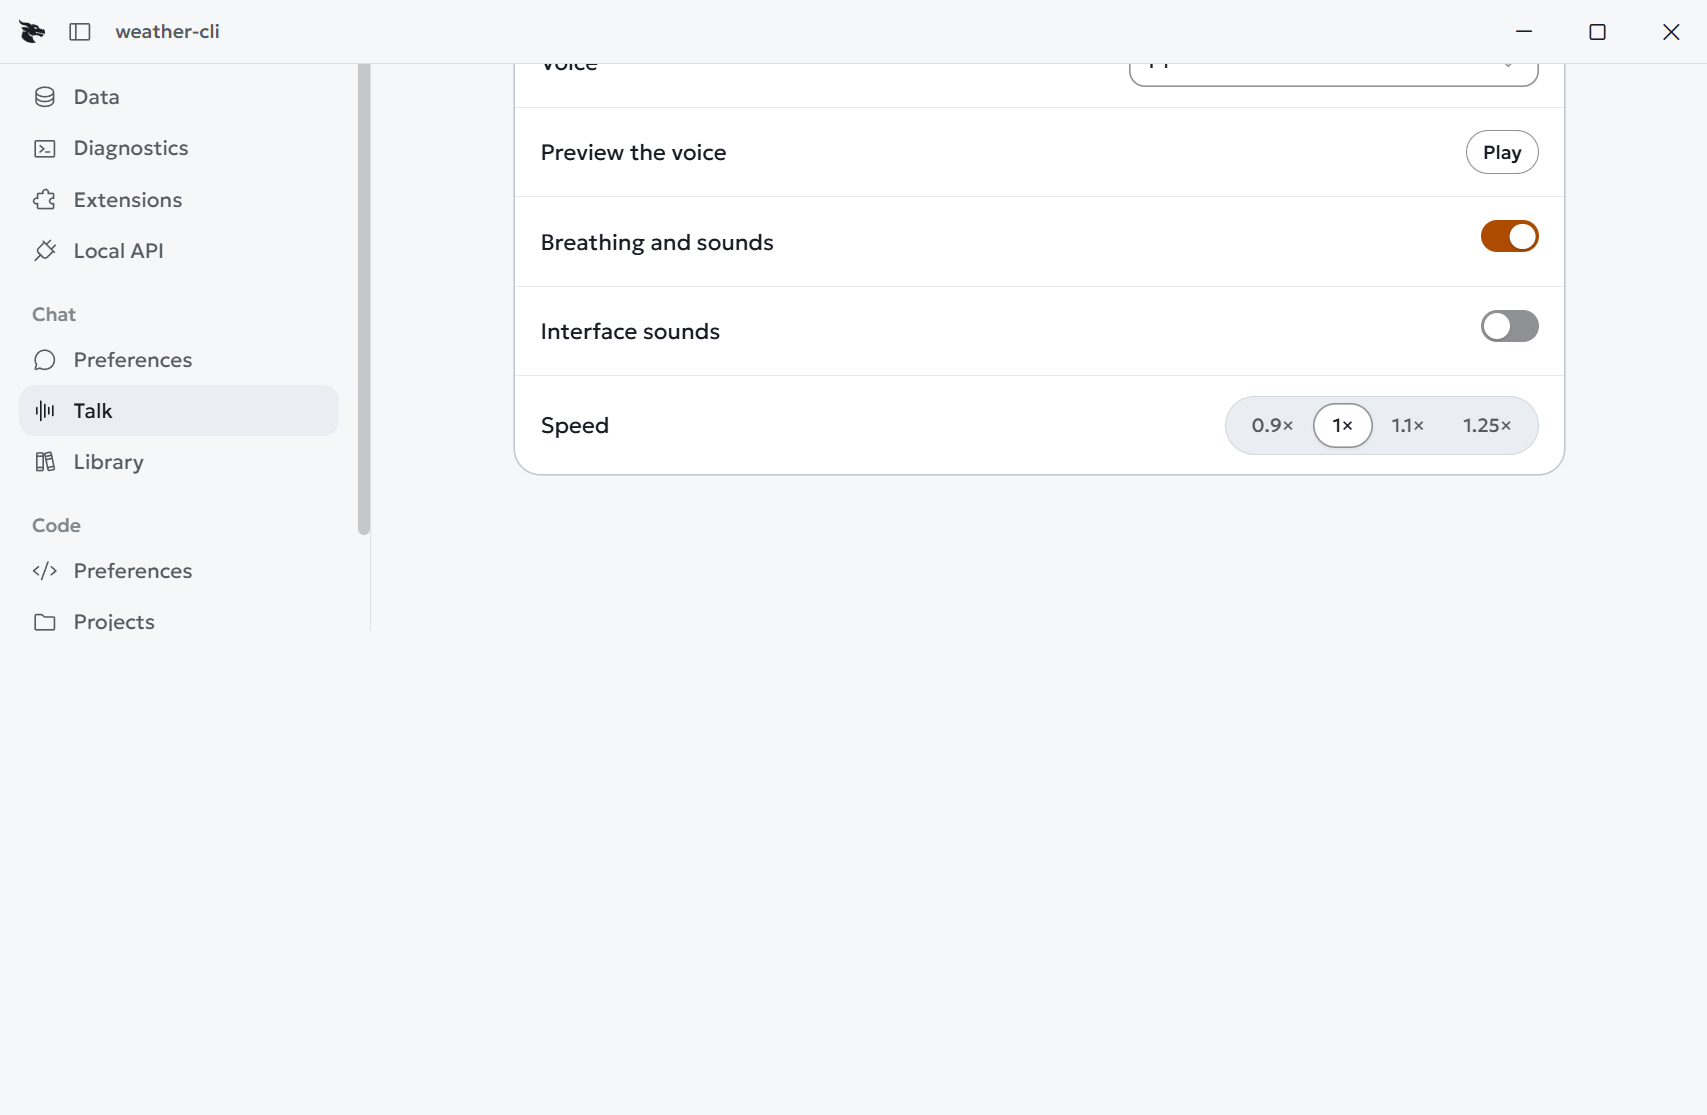 weather-cli
Data
Diagnostics
Extensions
Local API
Chat
Preferences
Talk
Library
Code
Preferences
Projects
Voice
Preview the voice
Play
Breathing and sounds
Interface sounds
Speed
0.9×
1×
1.1×
1.25×